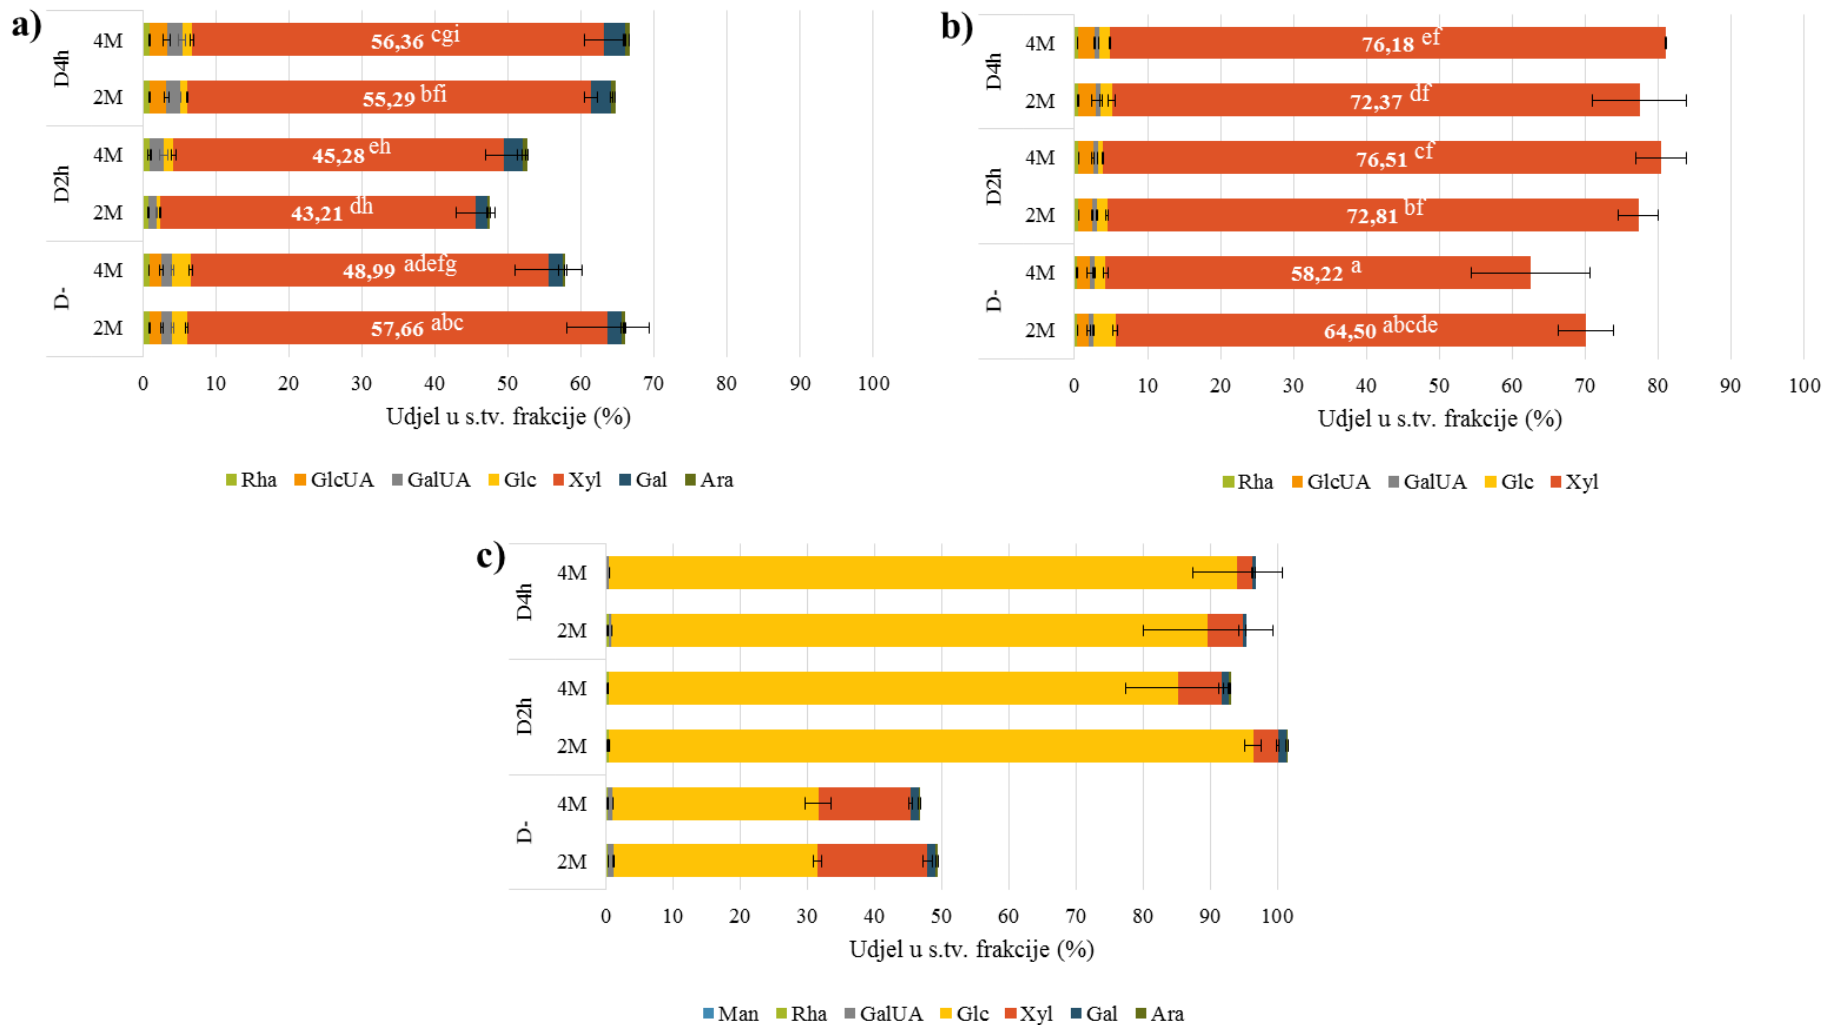 a)
D4h
4M
56,36 cgi
2M
55,29 bfi
D2h
4M
45,28 eh
2M
43,21 dh
D-
4M
48,99 adefg
2M
57,66 abc
0 10 20 30 40 50 60 70 80 90 100
Udjel u s.tv. frakcije (%)
Rha GlcUA GalUA Glc Xyl Gal Ara
b)
D4h
4M
76,18 ef
2M
72,37 df
D2h
4M
76,51 cf
2M
72,81 bf
D-
4M
58,22 a
2M
64,50 abcde
0 10 20 30 40 50 60 70 80 90 100
Udjel u s.tv. frakcije (%)
Rha GlcUA GalUA Glc Xyl
c)
D4h
4M
2M
D2h
4M
2M
D-
4M
2M
0 10 20 30 40 50 60 70 80 90 100
Udjel u s.tv. frakcije (%)
Man Rha GalUA Glc Xyl Gal Ara